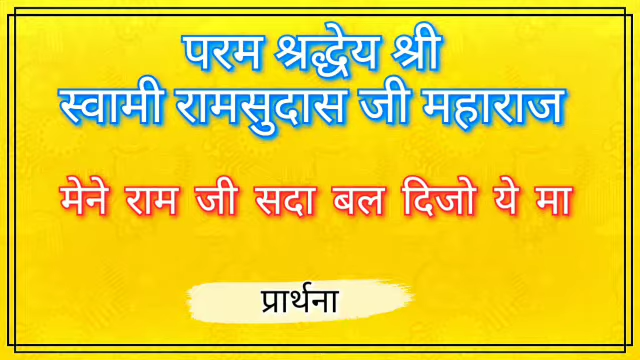 परम श्रद्धेय श्री
स्वामी रामसुदास जी महाराज
मेने राम जी सदा बल दिजो ये मा
प्रार्थना